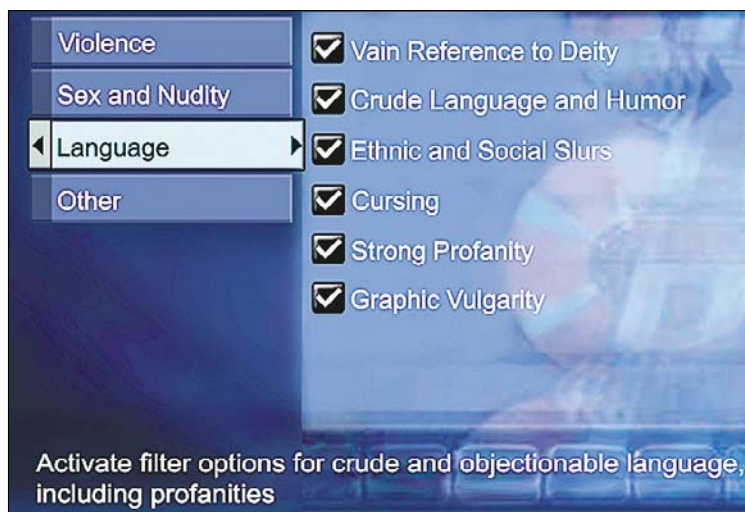 Violence
Sex and Nudity
Language
Other
Vain Reference to Deity
Crude Language and Humor
Ethnic and Social Slurs
Cursing
Strong Profanity
Graphic Vulgarity
Activate filter options for crude and objectionable language,
including profanities